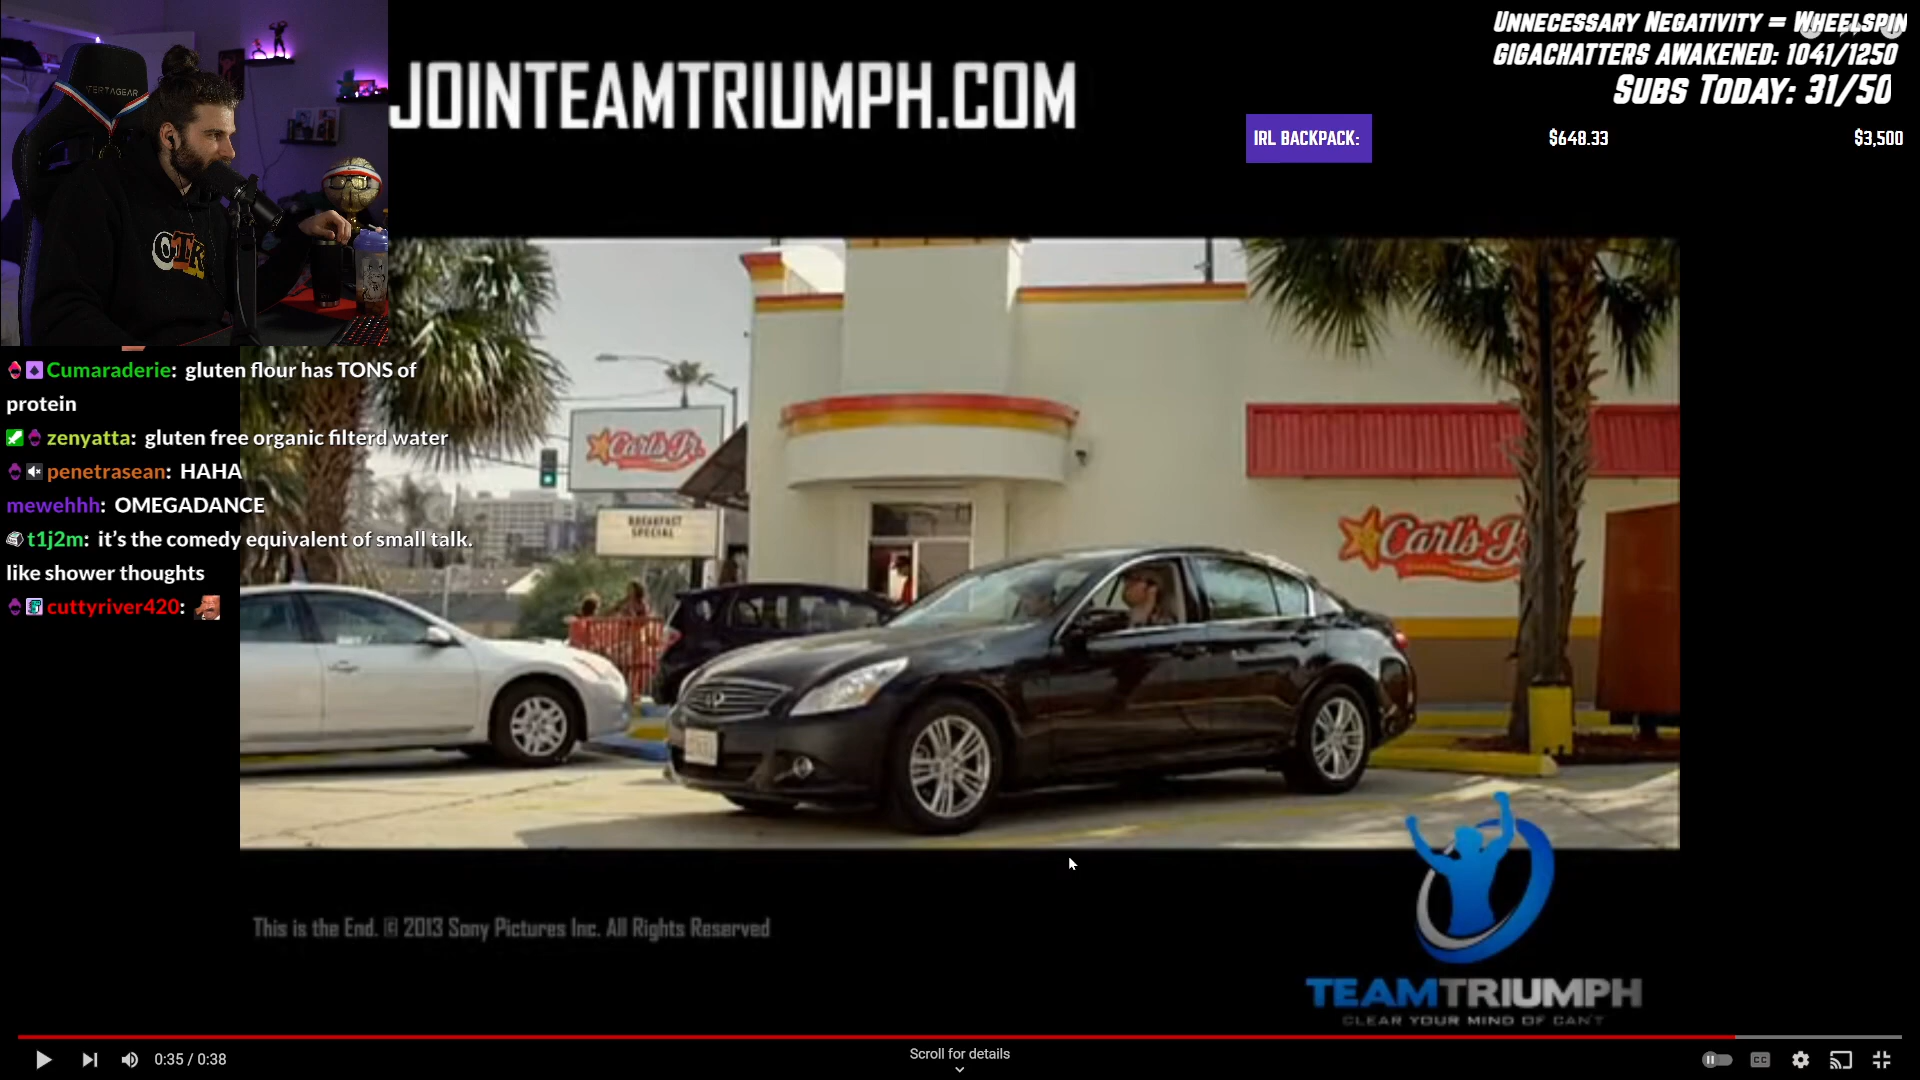 UNNECESSARY NEGATIVITY = WHEELSPIN
GIGACHATTERS AWAKENED: 1041/1250
SUBS TODAY: 31/50
IRL BACKPACK: $648.33 $3,500
JOINTEAMTRIUMPH.COM
OTR
Cumaraderie: gluten flour has TONS of
protein
zenyatta: gluten free organic filterd water
penetrasean: HAHA
mewehhh: OMEGADANCE
t1j2m: it's the comedy equivalent of small talk.
like shower thoughts
cuttyriver420:
Carl's Jr.
BREAKFAST
SPECIAL
Carl's Jr
This is the End. © 2013 Sony Pictures Inc. All Rights Reserved
TEAMTRIUMPH
CLEAR YOUR MIND OF CAN'T
0:35 / 0:38
Scroll for details
CC